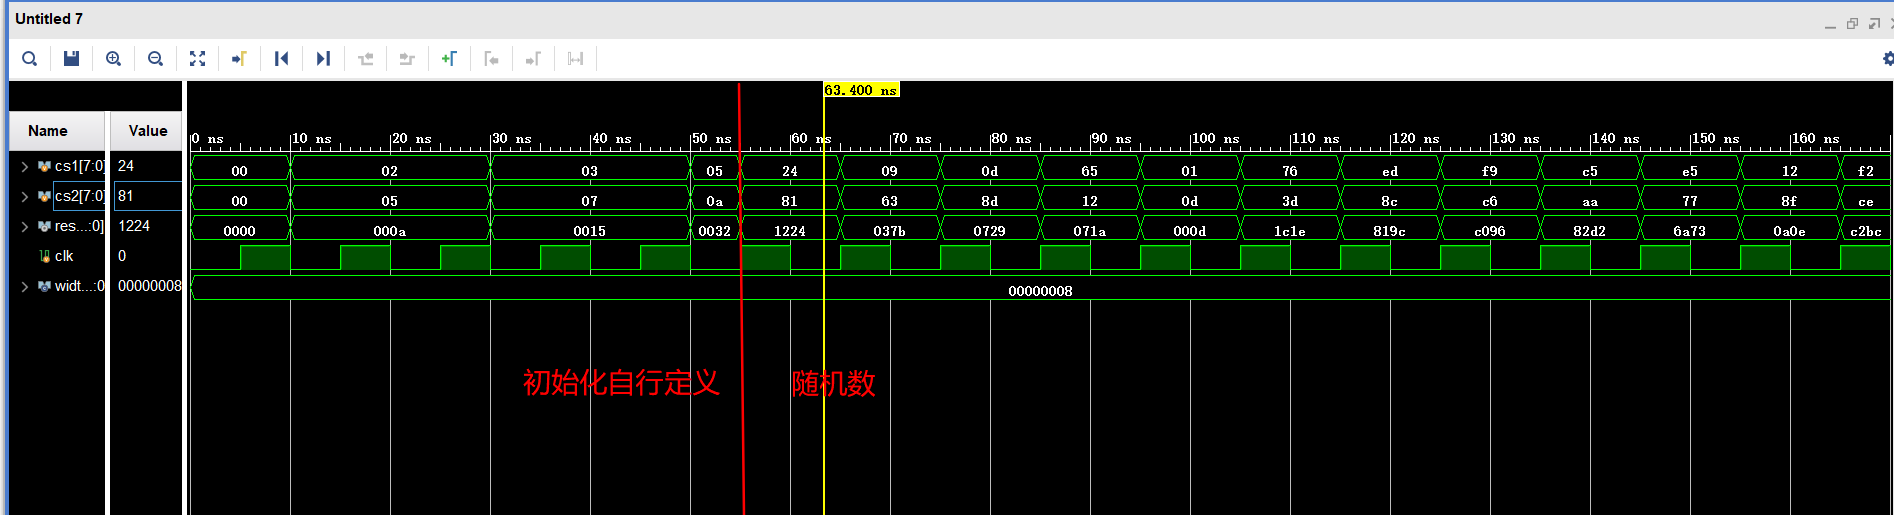 Untitled 7
63.400 ns
Name Value
0 ns 10 ns 20 ns 30 ns 40 ns 50 ns 60 ns 70 ns 80 ns 90 ns 100 ns 110 ns 120 ns 130 ns 140 ns 150 ns 160 ns
cs1[7:0] 24 00 02 03 05 24 09 0d 65 01 76 ed f9 c5 e5 12 f2
cs2[7:0] 81 00 05 07 0a 81 63 8d 12 0d 3d 8c c6 aa 77 8f ce
res...:0] 1224 0000 000a 0015 0032 1224 037b 0729 071a 000d 1c1e 819c c096 82d2 6a73 0a0e c2bc
clk 0
widt...:0 00000008 00000008
初始化自行定义 随机数